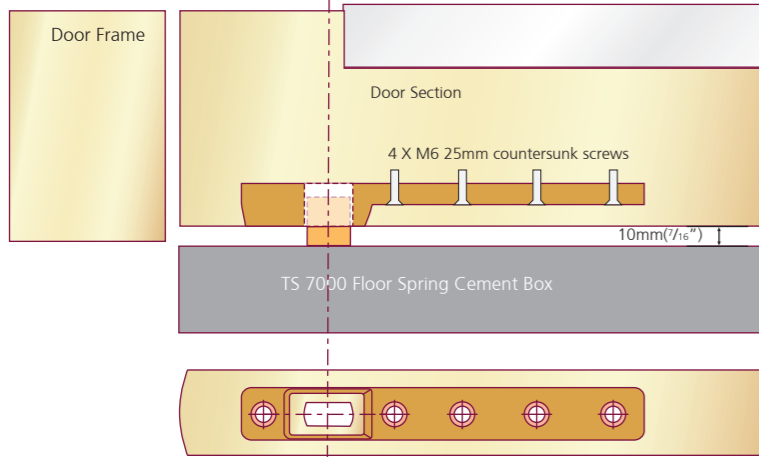 Door Frame
Door Section
4 X M6 25mm countersunk screws
10mm(7/16”)
TS 7000 Floor Spring Cement Box